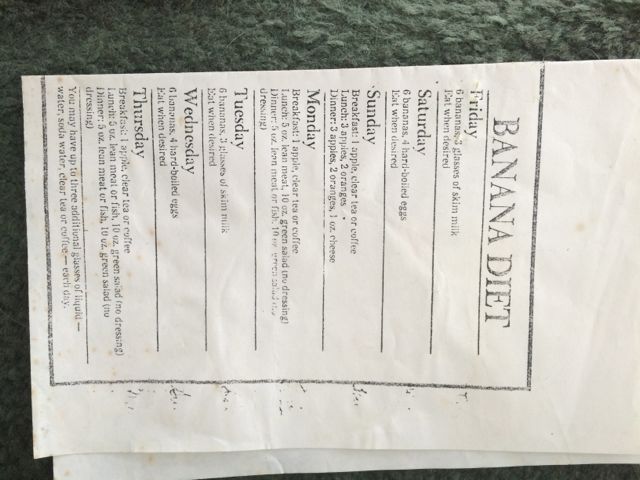 BANANA DIET
Friday
6 bananas, 3 glasses of skim milk
Eat when desired
Saturday
6 bananas, 4 hard-boiled eggs
Eat when desired
Sunday
Breakfast: 1 apple, clear tea or coffee
Lunch: 3 apples, 2 oranges
Dinner: 3 apples, 2 oranges, 1 oz. cheese
Monday
Breakfast: 1 apple, clear tea or coffee
Lunch: 5 oz. lean meat, 10 oz. green salad (no dressing)
Dinner: 5 oz. lean meat or fish, 10 oz. green salad (no
dressing)
Tuesday
6 bananas, 3 glasses of skim milk
Eat when desired
Wednesday
6 bananas, 4 hard-boiled eggs
Eat when desired
Thursday
Breakfast: 1 apple, clear tea or coffee
Lunch: 5 oz. lean meat or fish, 10 oz. green salad (no dressing)
Dinner: 5 oz. lean meat or fish, 10 oz. green salad (no
dressing)
You may have up to three additional glasses of liquid —
water, soda water, clear tea or coffee — each day.